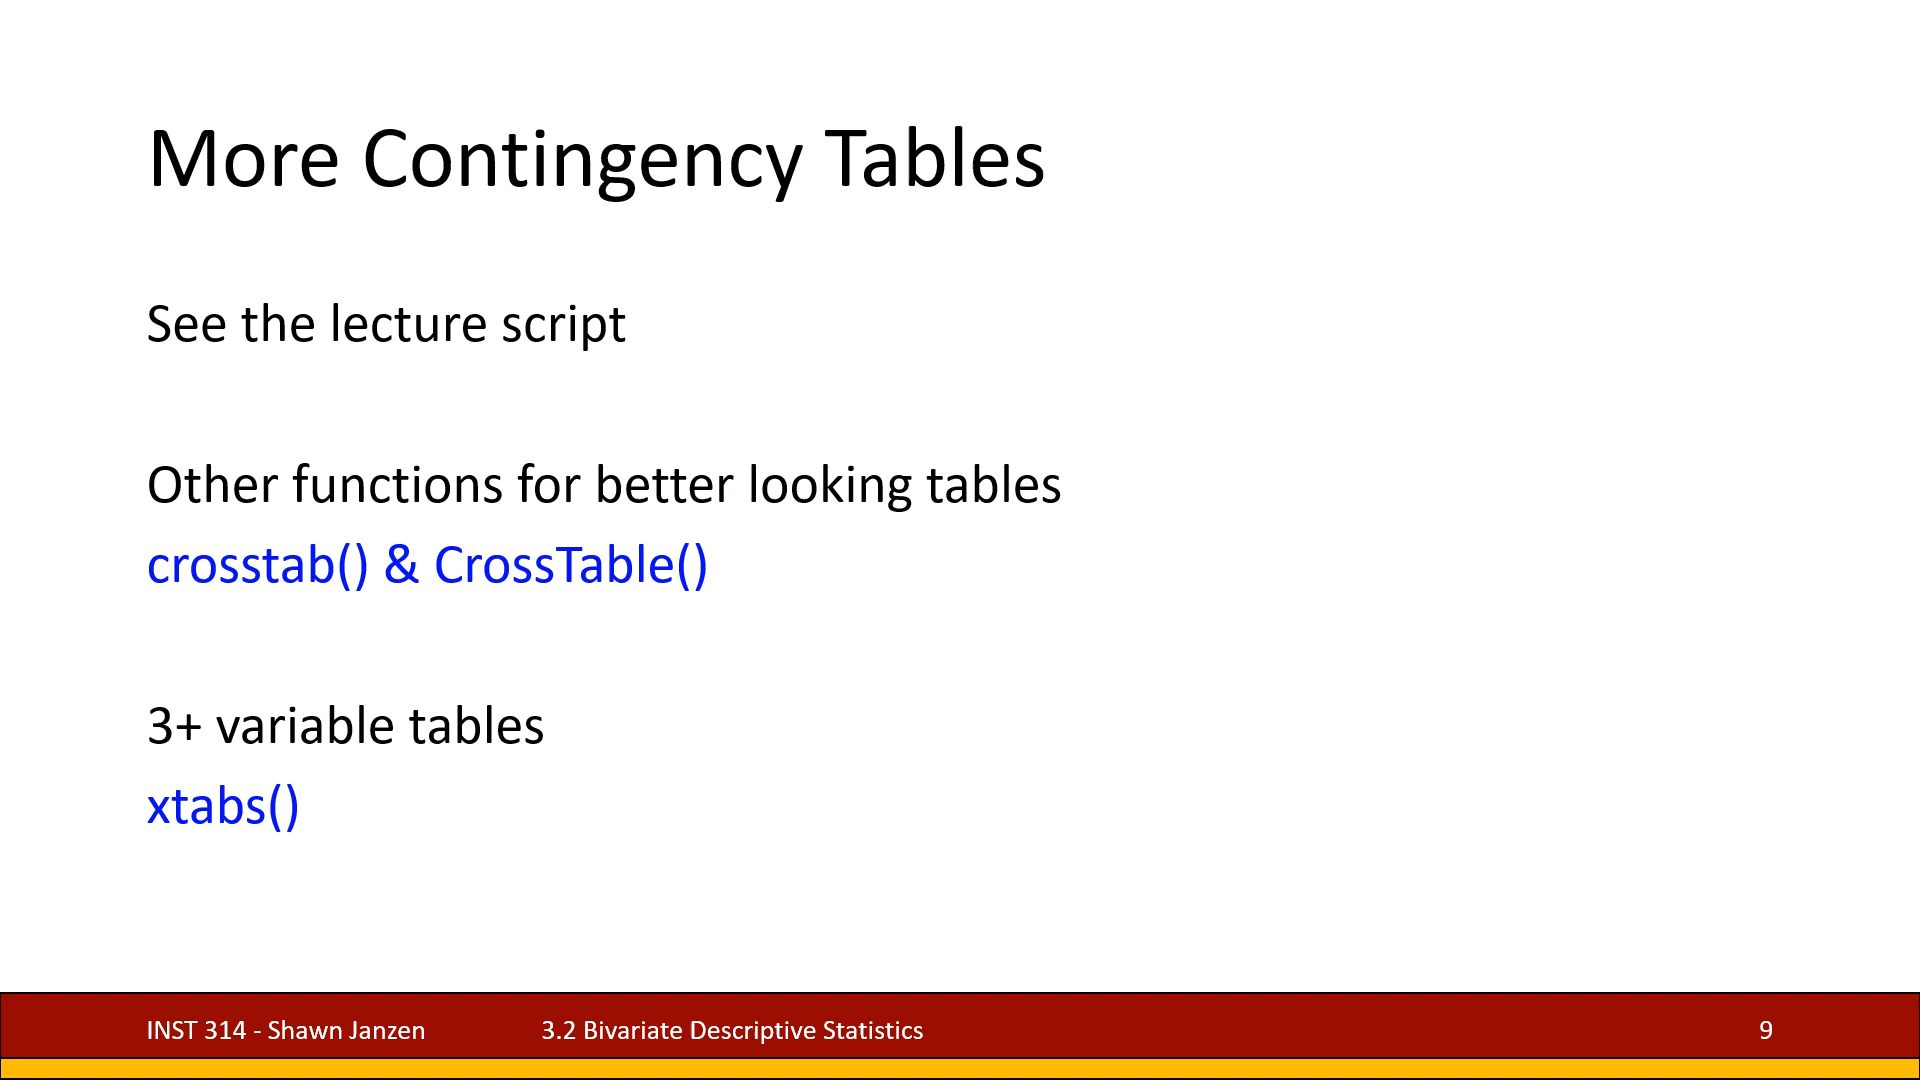 More Contingency Tables
See the lecture script
Other functions for better looking tables
crosstab() & CrossTable()
3+ variable tables
xtabs()
INST 314 - Shawn Janzen
3.2 Bivariate Descriptive Statistics
9